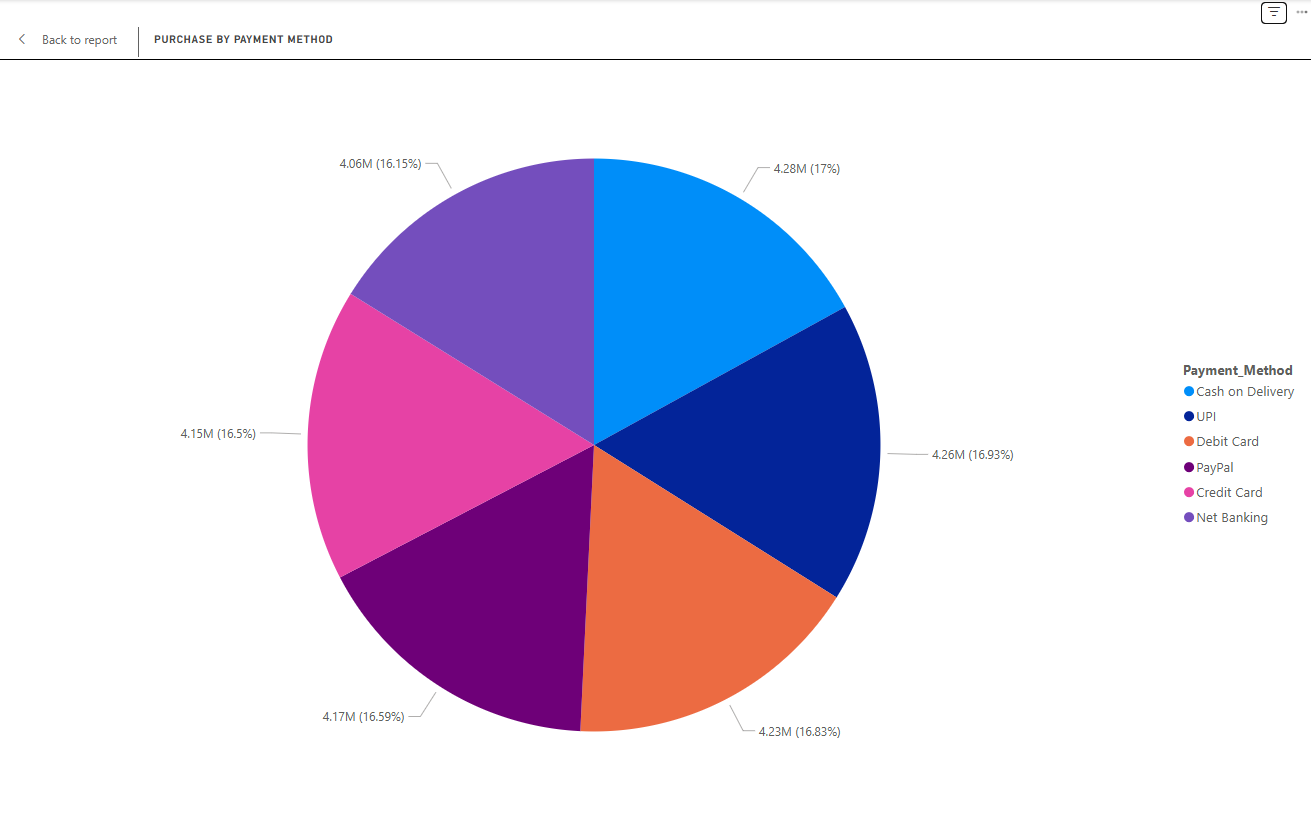 Back to report
PURCHASE BY PAYMENT METHOD
4.06M (16.15%)
4.28M (17%)
4.15M (16.5%)
4.26M (16.93%)
4.17M (16.59%)
4.23M (16.83%)
Payment_Method
Cash on Delivery
UPI
Debit Card
PayPal
Credit Card
Net Banking